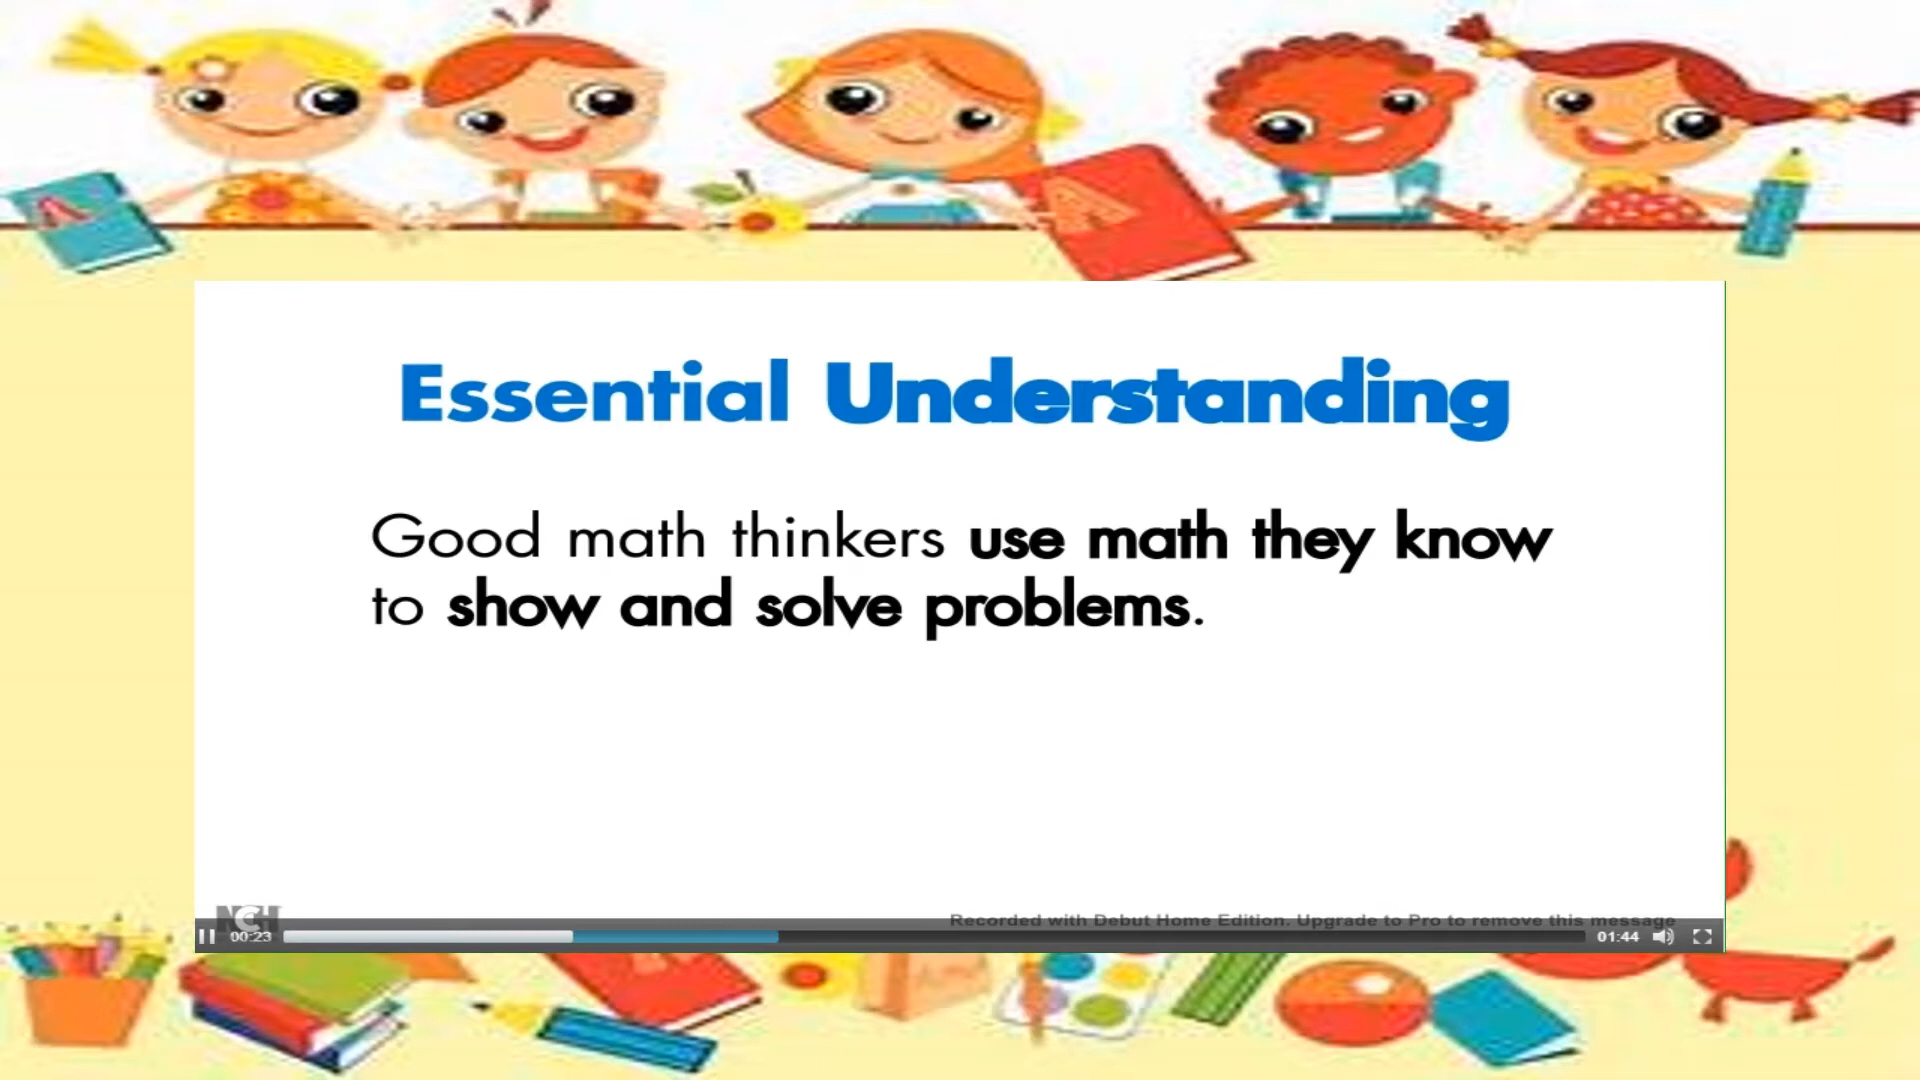 A
A
Essential Understanding
Good math thinkers use math they know
to show and solve problems.
NCH
Recorded with Debut Home Edition. Upgrade to Pro to remove this message
00:23
01:44